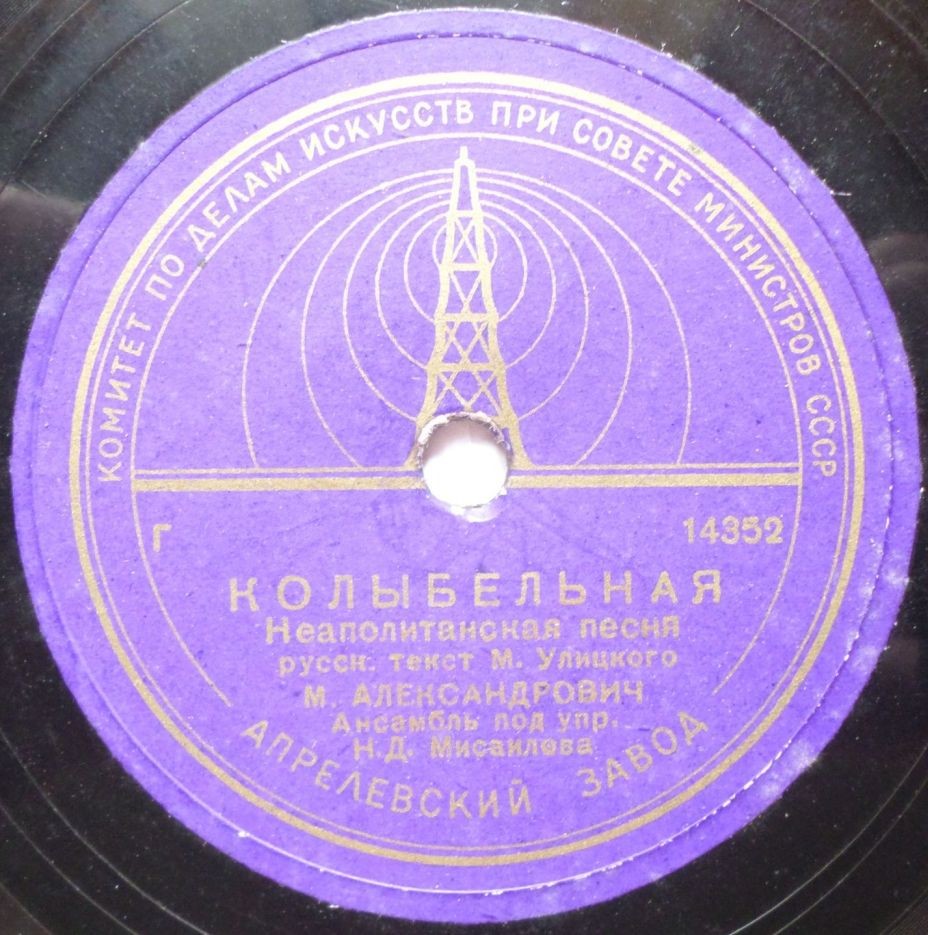 КОМИТЕТ ПО ДЕЛАМ ИСКУССТВ ПРИ СОВЕТЕ МИНИСТРОВ СССР
Г 14352
КОЛЫБЕЛЬНАЯ
Неаполитанская песня
русск. текст М. Улицкого
М. АЛЕКСАНДРОВИЧ
Ансамбль под упр.
Н.Д. Мисаилова
АПРЕЛЕВСКИЙ ЗАВОД